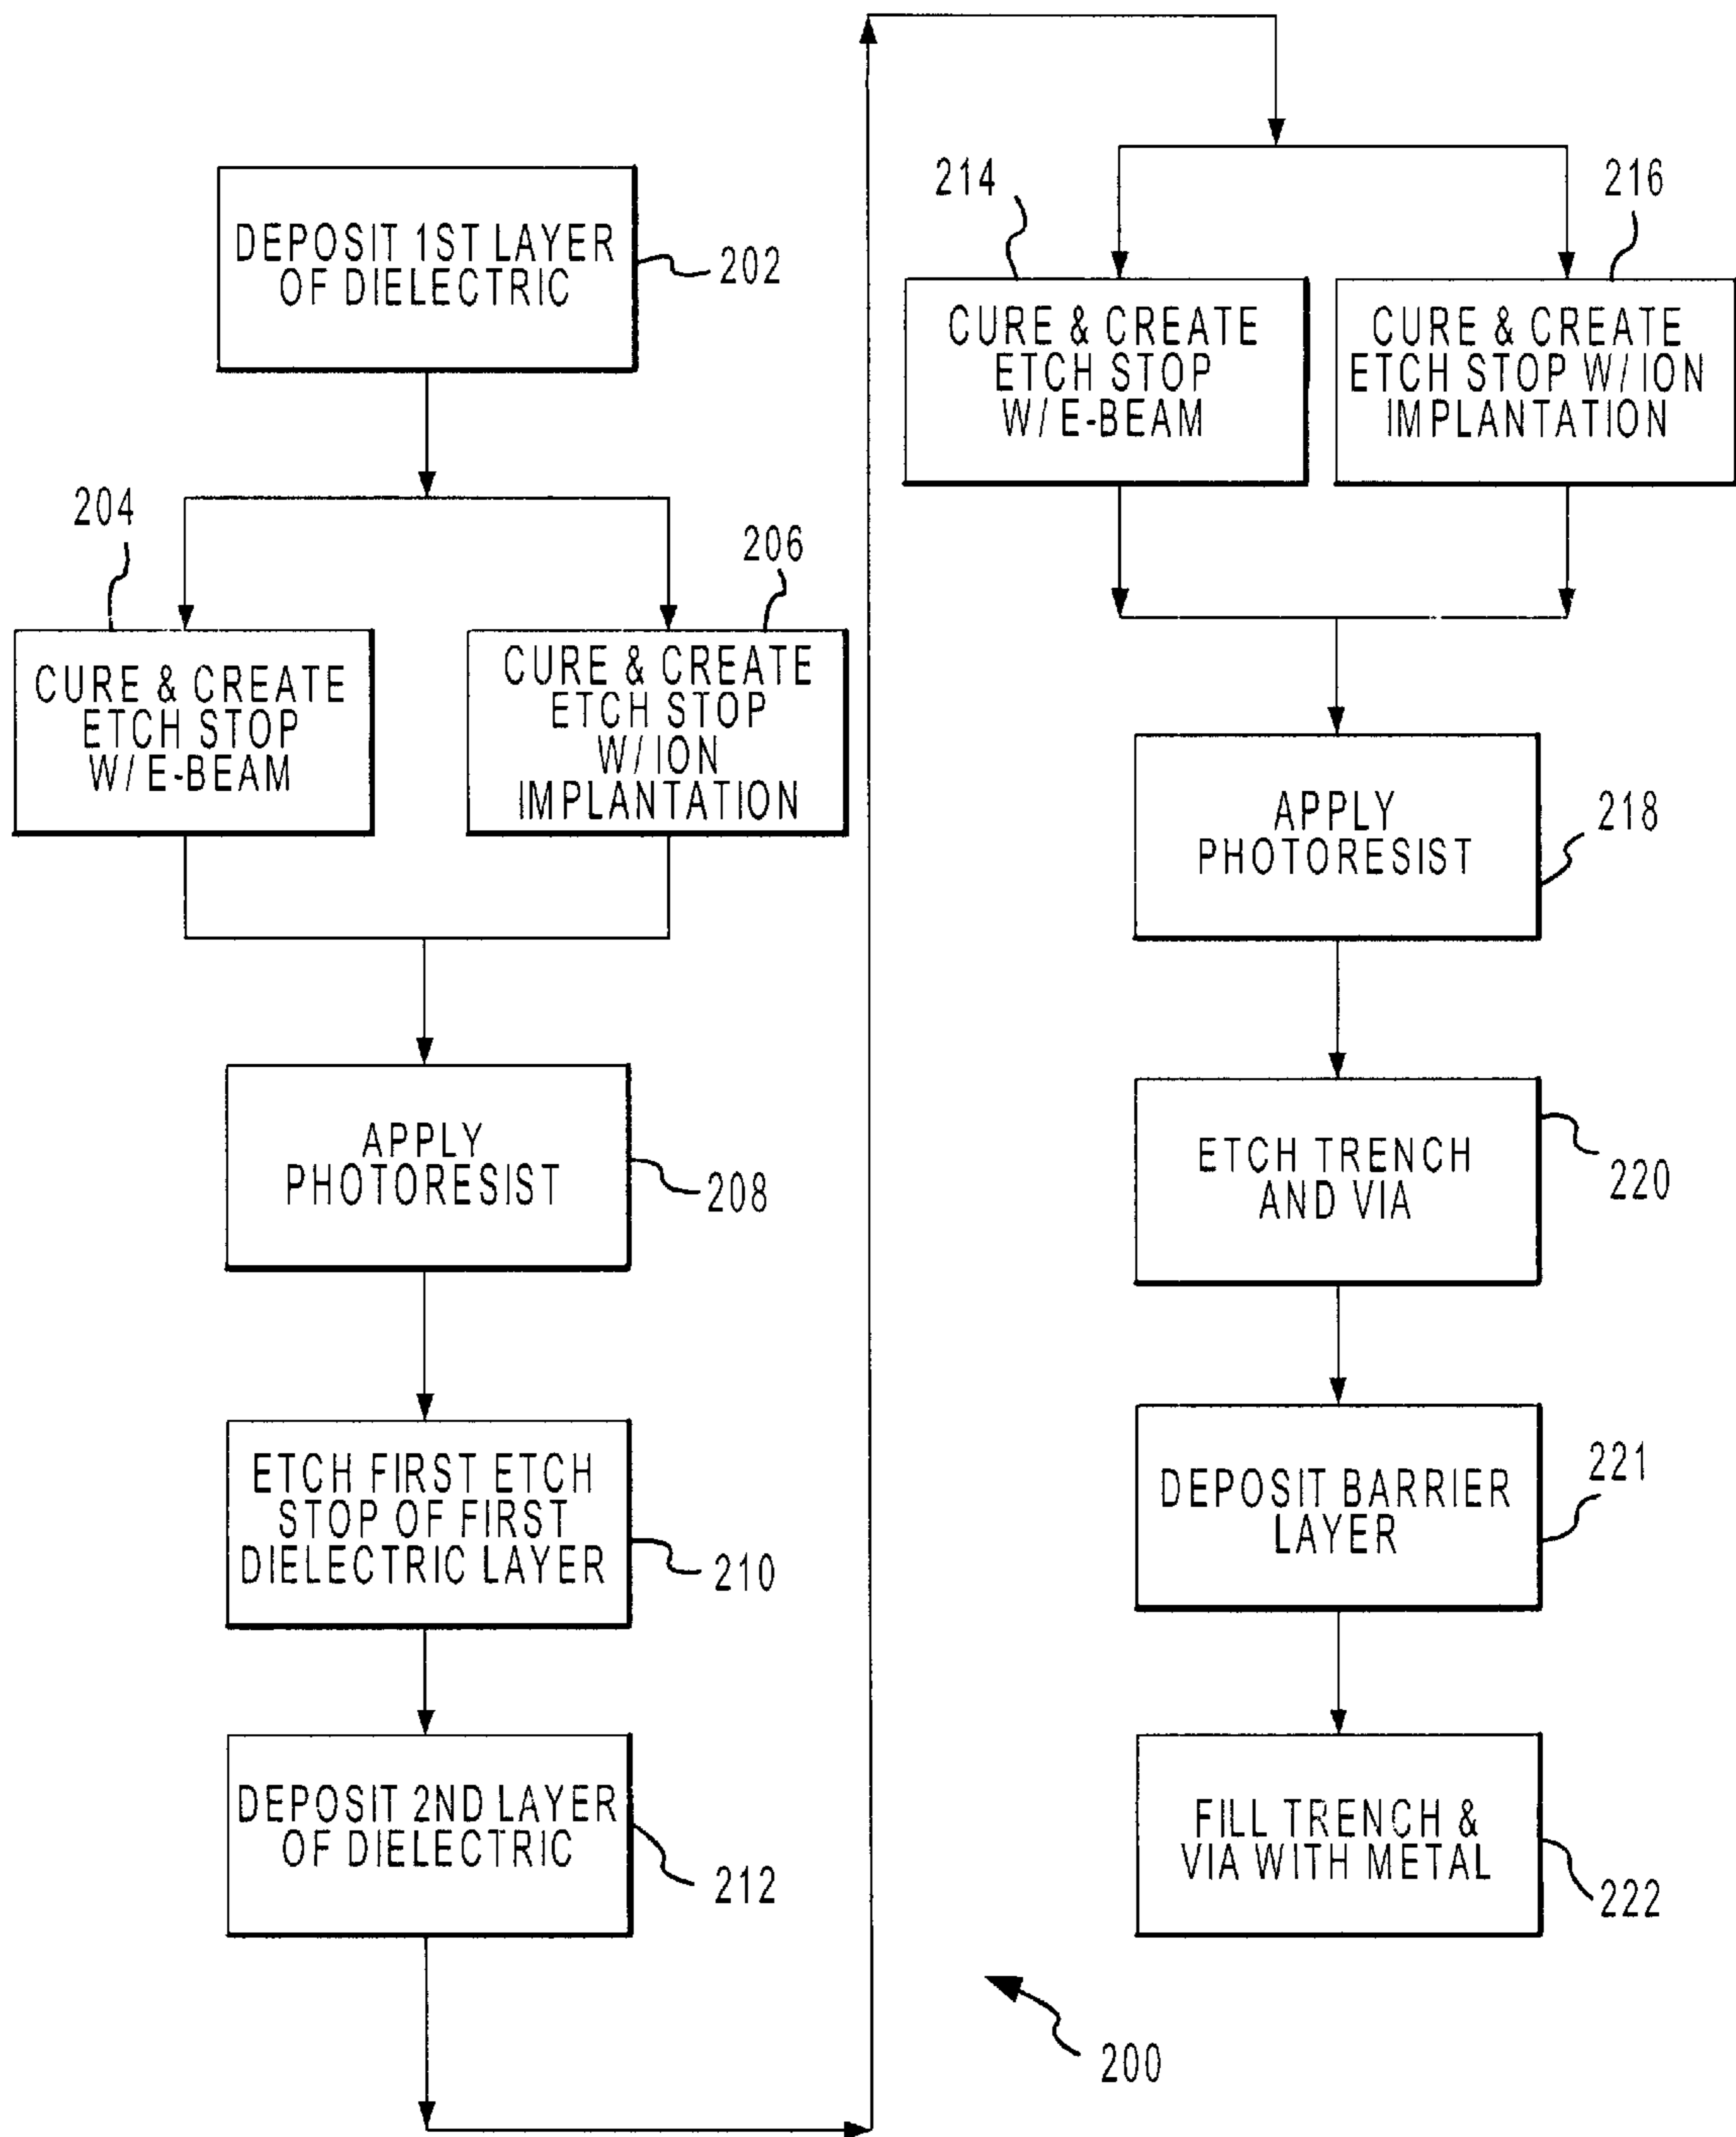 DEPOSIT 1ST LAYER
OF DIELECTRIC
202
204
CURE & CREATE
ETCH STOP
W/ E-BEAM
206
CURE & CREATE
ETCH STOP
W/ ION
IMPLANTATION
APPLY
PHOTORESIST
208
ETCH FIRST ETCH
STOP OF FIRST
DIELECTRIC LAYER
210
DEPOSIT 2ND LAYER
OF DIELECTRIC
212
214
CURE & CREATE
ETCH STOP
W/ E-BEAM
216
CURE & CREATE
ETCH STOP W/ ION
IMPLANTATION
APPLY
PHOTORESIST
218
ETCH TRENCH
AND VIA
220
DEPOSIT BARRIER
LAYER
221
FILL TRENCH &
VIA WITH METAL
222
200